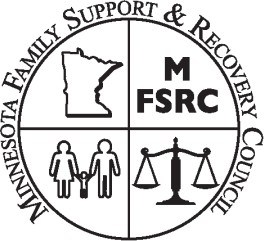 MINNESOTA FAMILY SUPPORT & RECOVERY COUNCIL
M
FSRC